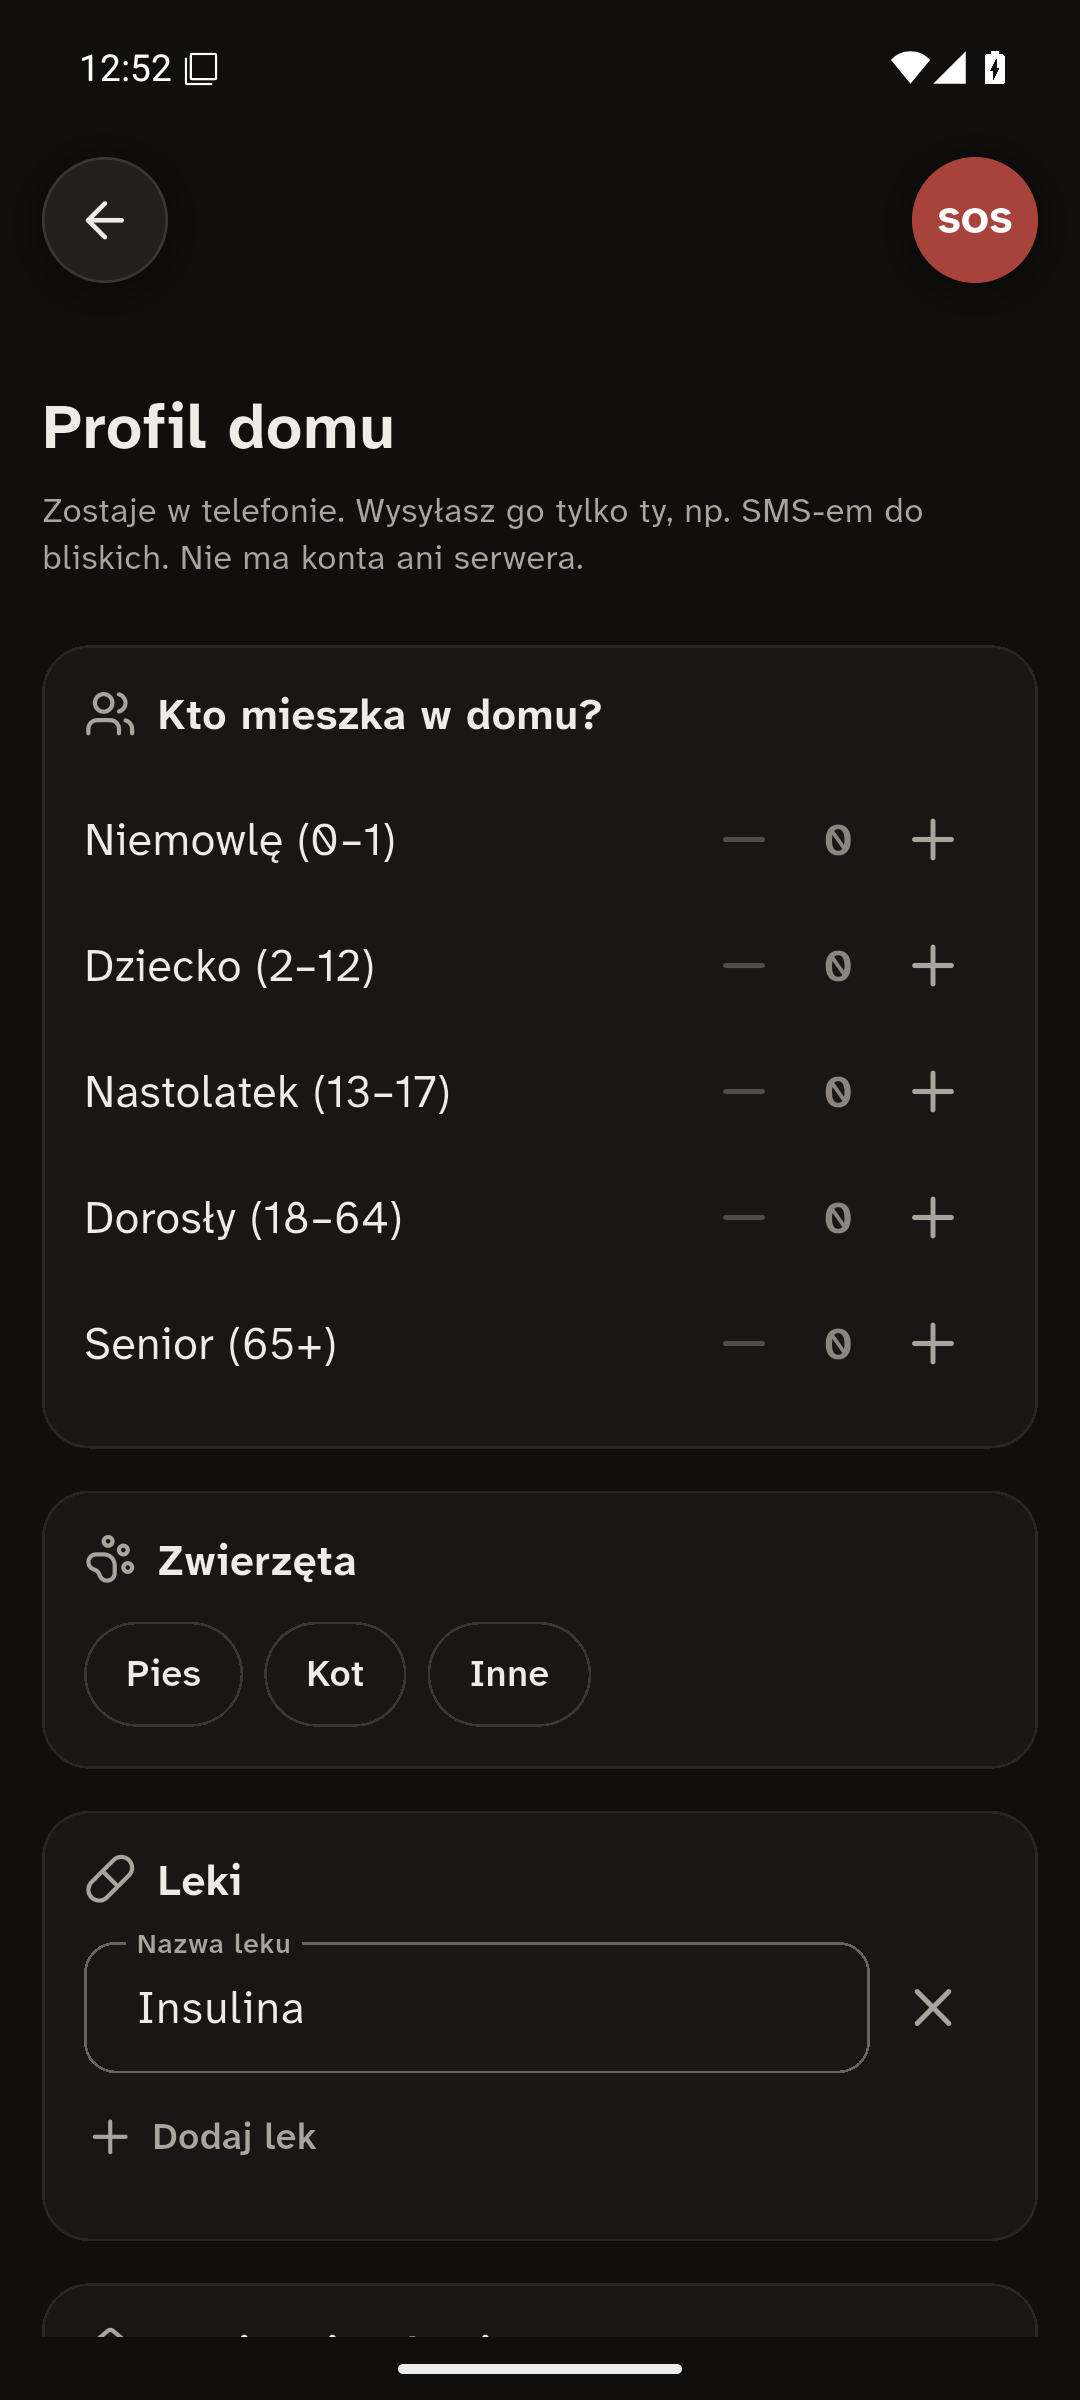 12:52
SOS
Profil domu
Zostaje w telefonie. Wysyłasz go tylko ty, np. SMS-em do
bliskich. Nie ma konta ani serwera.
Kto mieszka w domu?
Niemowlę (0–1) 0
Dziecko (2–12) 0
Nastolatek (13–17) 0
Dorosły (18–64) 0
Senior (65+) 0
Zwierzęta
Pies Kot Inne
Leki
Nazwa leku
Insulina
Dodaj lek